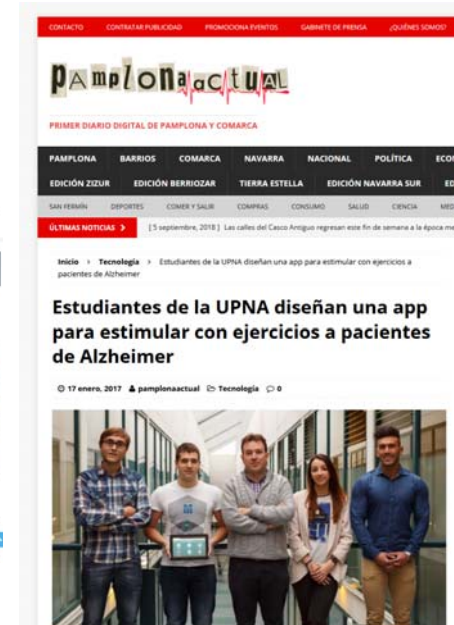 CONTACTO CONTRATAR PUBLICIDAD PROMOCIONA EVENTOS GABINETE DE PRENSA ¿QUIÉNES SOMOS?
pAmplonaactuAL
PRIMER DIARIO DIGITAL DE PAMPLONA Y COMARCA
PAMPLONA BARRIOS COMARCA NAVARRA NACIONAL POLÍTICA ECON
EDICIÓN ZIZUR EDICIÓN BERRIOZAR TIERRA ESTELLA EDICIÓN NAVARRA SUR ED
SAN FERMÍN DEPORTES COMER Y SALIR COMPRAS CONSUMO SALUD CIENCIA MED
ÚLTIMAS NOTICIAS > [ 5 septiembre, 2018 ] Las calles del Casco Antiguo regresan este fin de semana a la época me
Inicio > Tecnología > Estudiantes de la UPNA diseñan una app para estimular con ejercicios a
pacientes de Alzheimer
Estudiantes de la UPNA diseñan una app
para estimular con ejercicios a pacientes
de Alzheimer
17 enero, 2017 pamplonaactual Tecnología 0